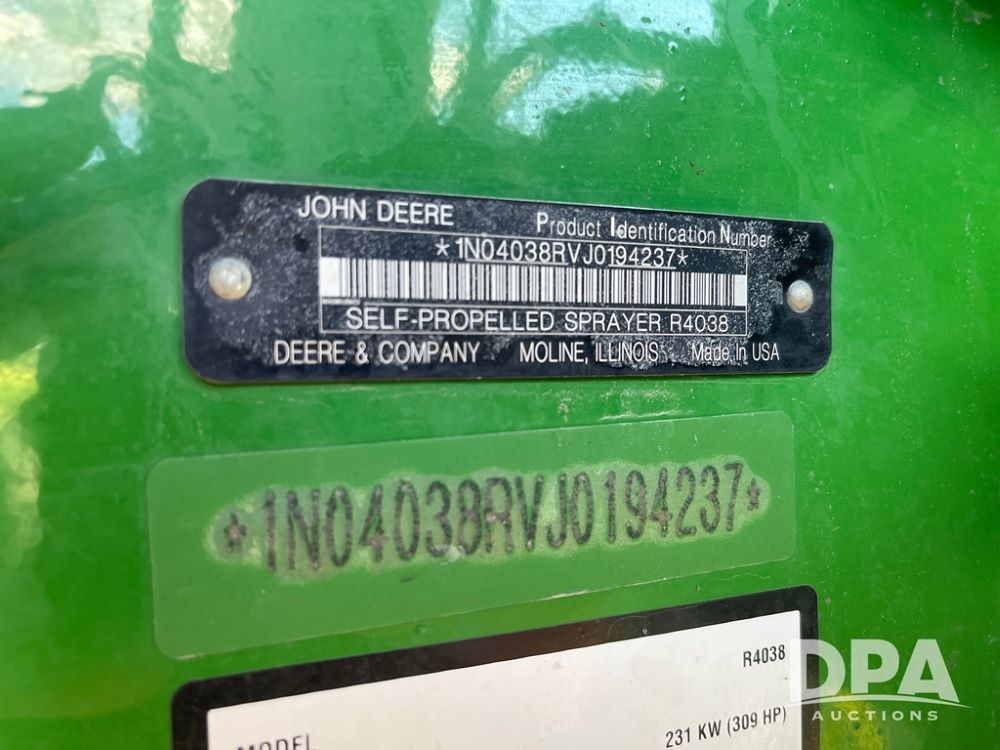 JOHN DEERE Product Identification Number
*1N04038RVJ0194237*
SELF-PROPELLED SPRAYER R4038
DEERE & COMPANY MOLINE, ILLINOIS Made In USA
*1N04038RVJ0194237*
R4038
MODEL 231 KW (309 HP)
DPA
AUCTIONS